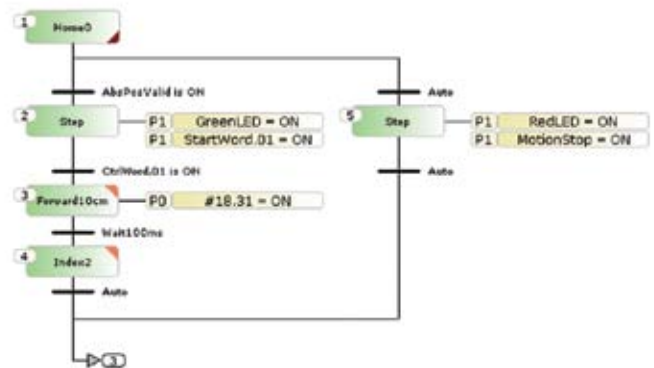 1
Home0
AbsPosValid is ON
Auto
2
Step
P1 GreenLED = ON
P1 StartWord.01 = ON
5
Step
P1 RedLED = ON
P1 MotionStop = ON
CtrlWord.01 is ON
Auto
3
Forward10cm
P0 #18.31 = ON
Wait100ms
4
Index2
Auto
3